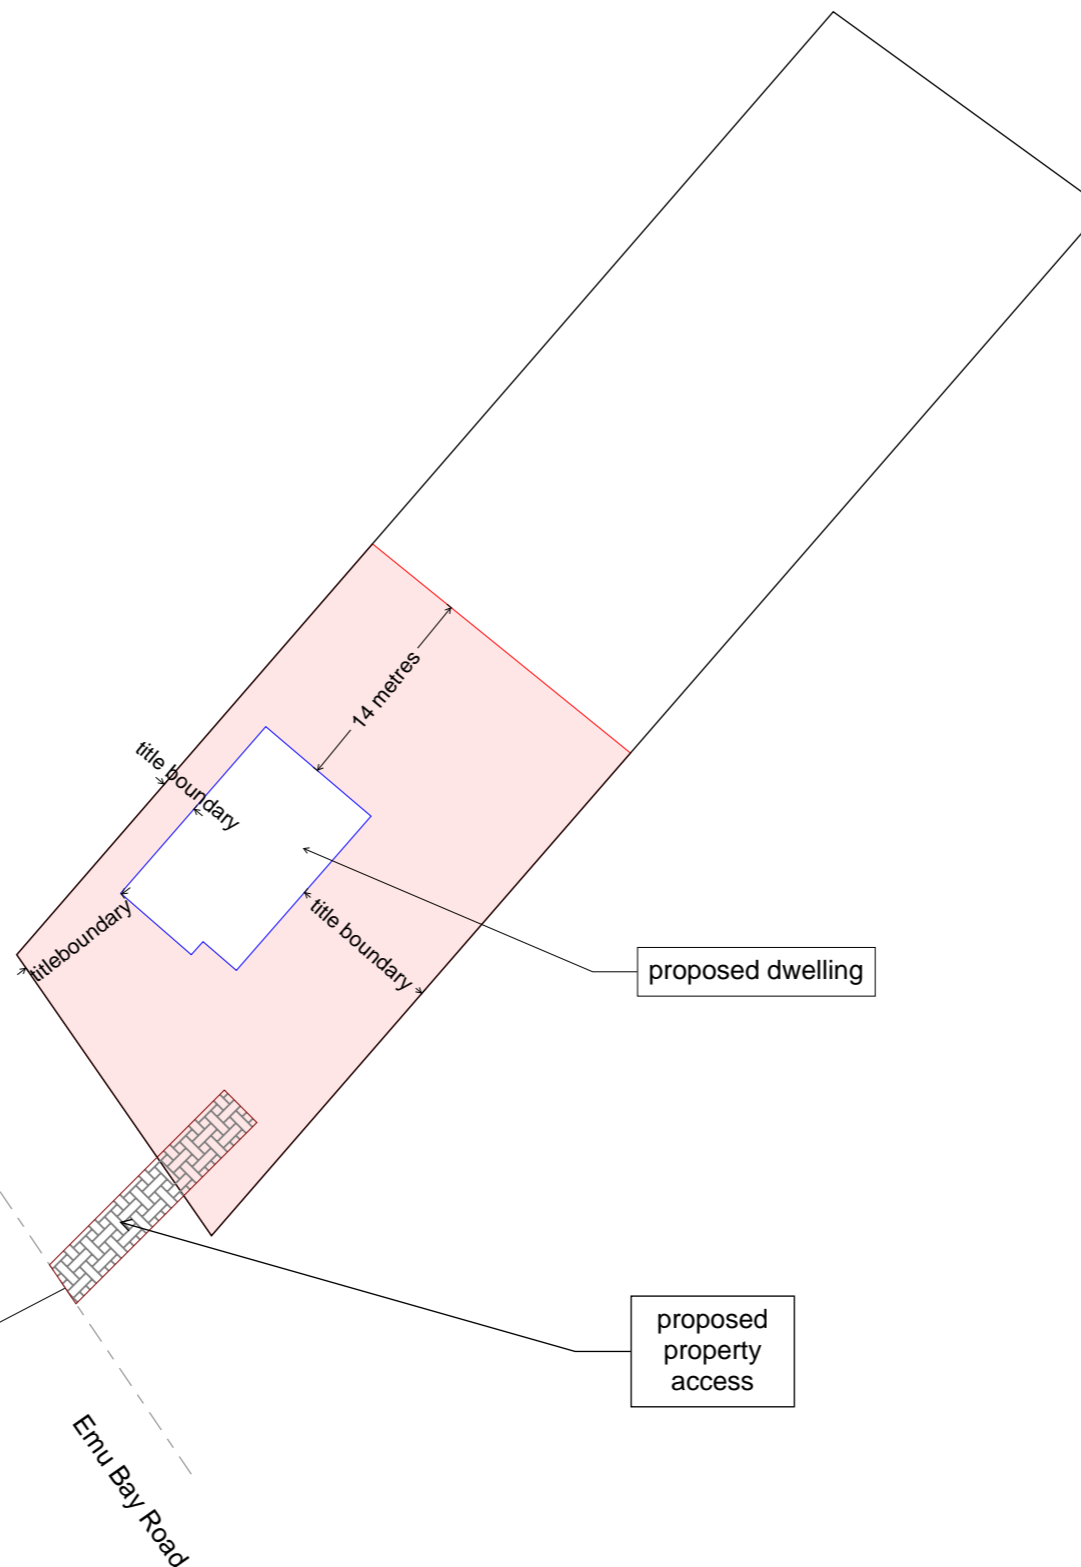 14 metres
title boundary
titleboundary
title boundary
proposed dwelling
proposed
property
access
Emu Bay Road